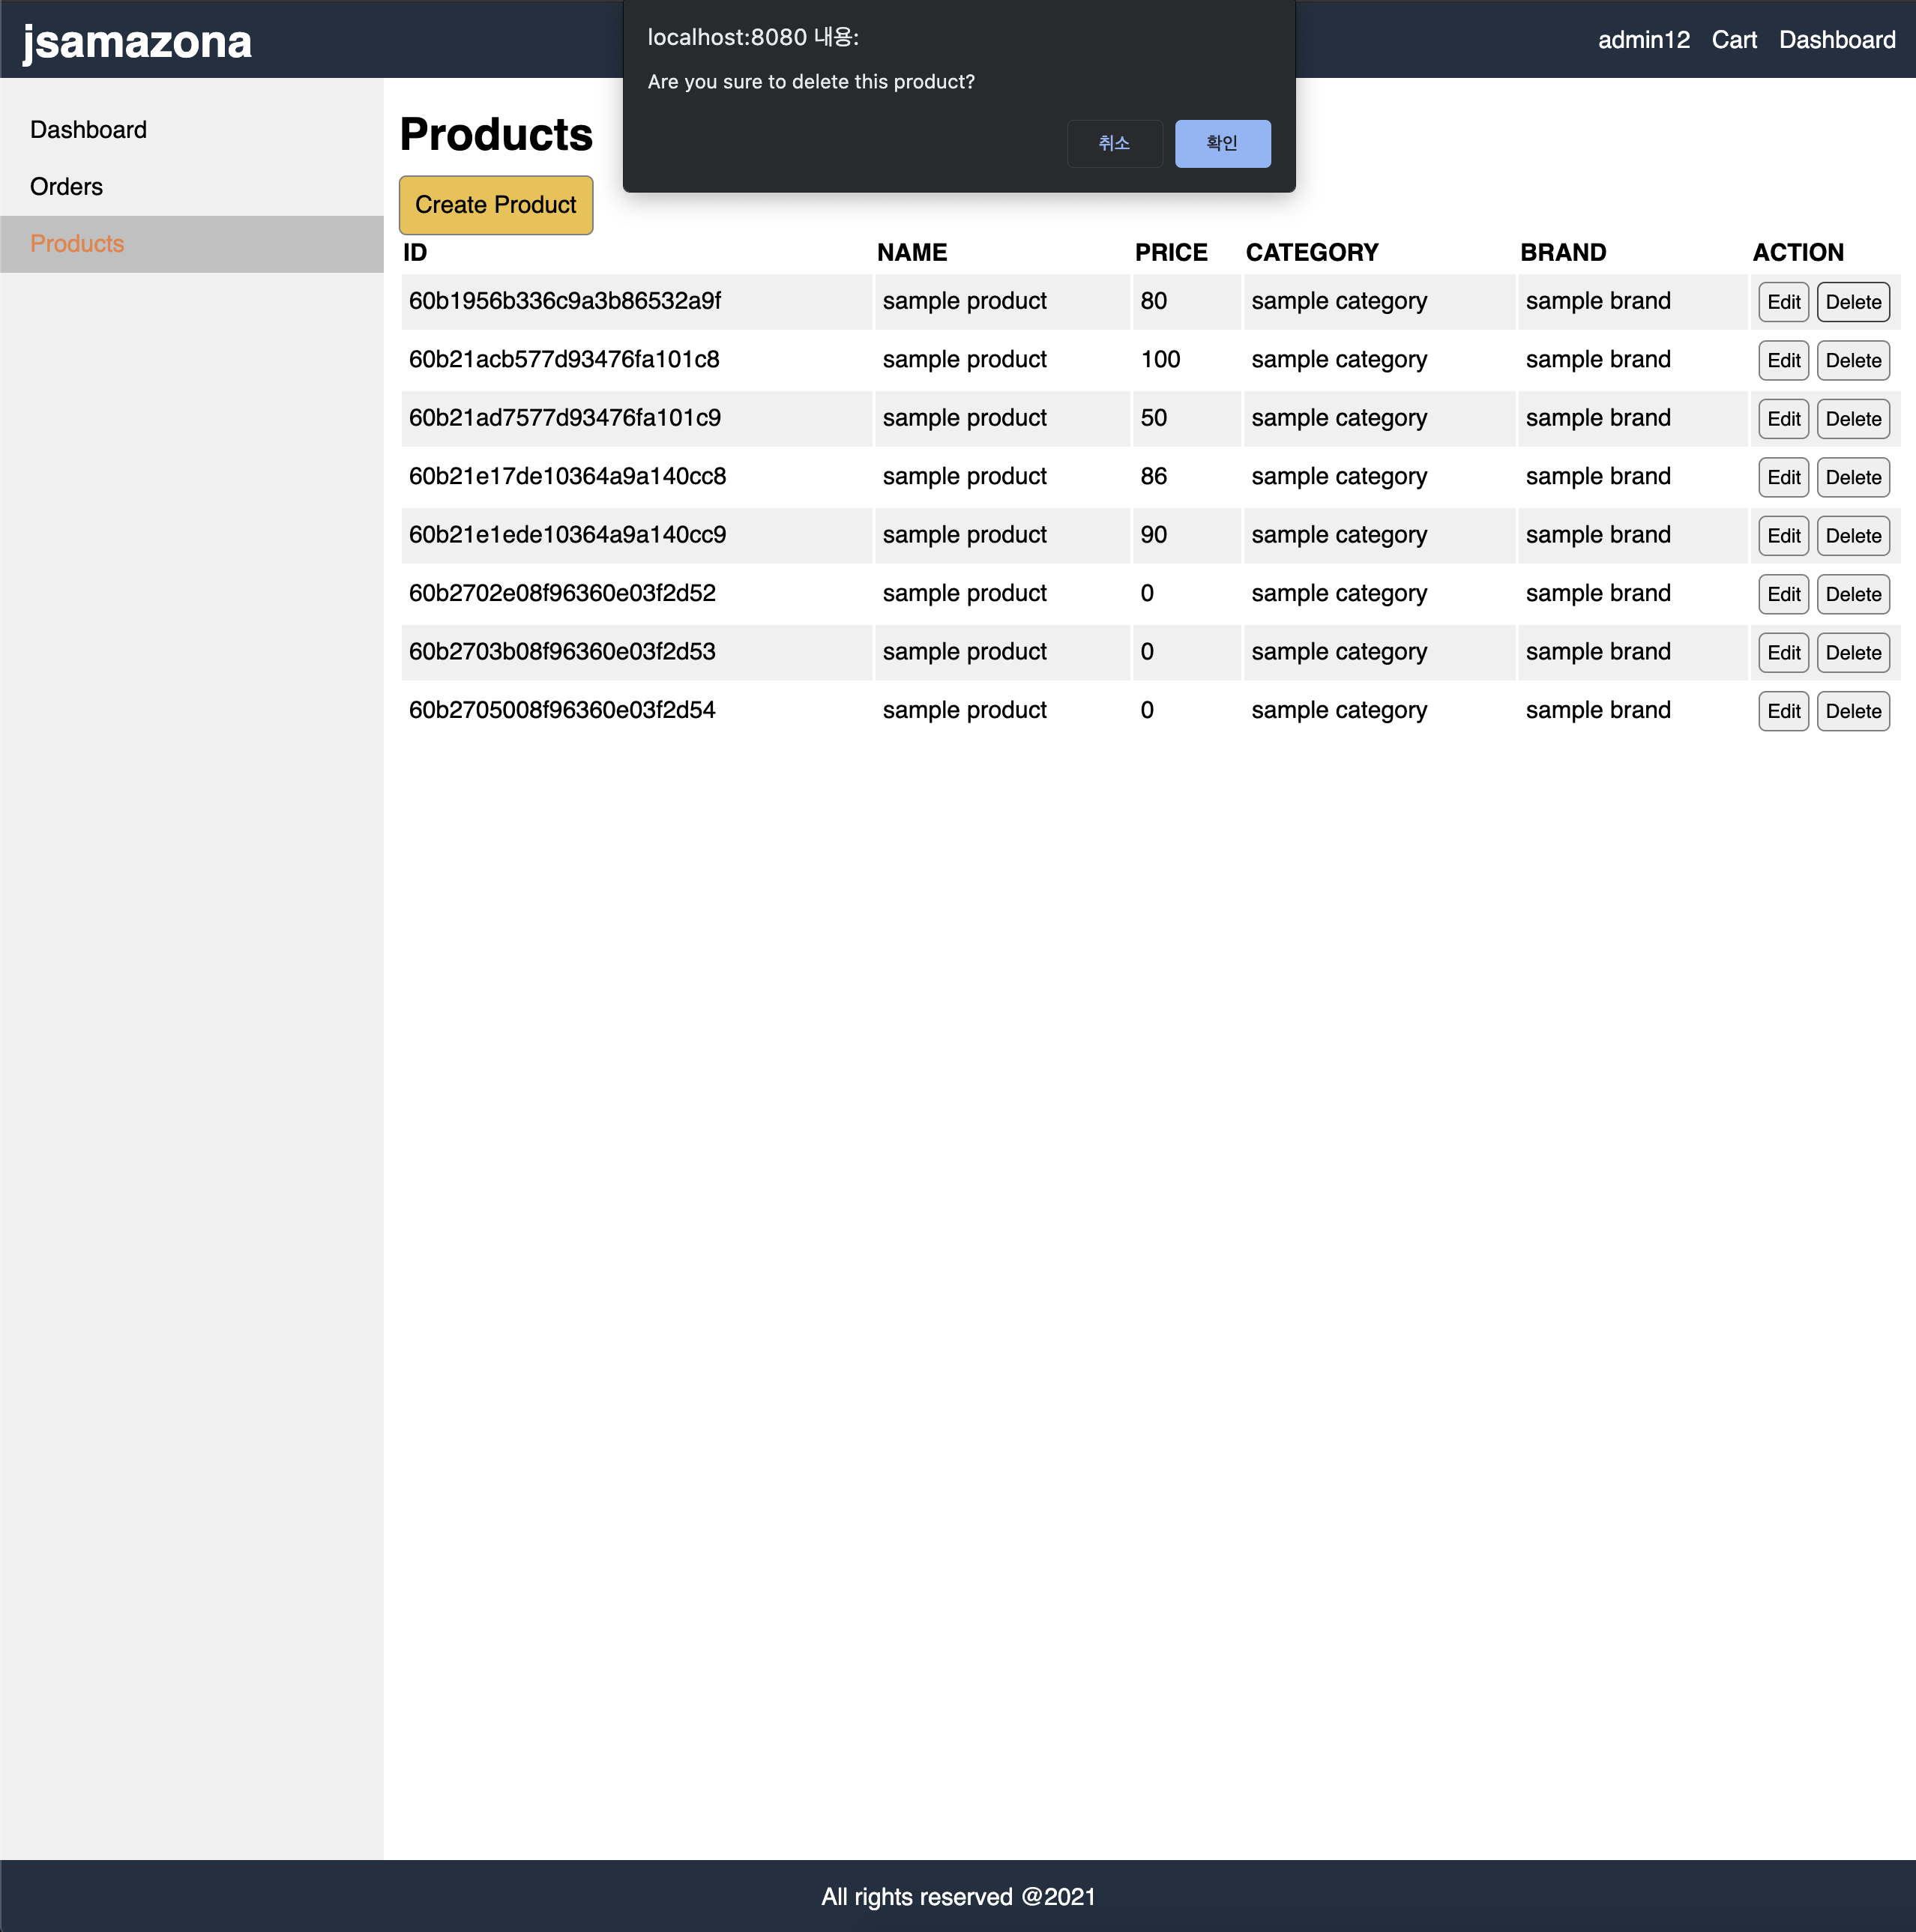 jsamazona
admin12 Cart Dashboard
localhost:8080 내용:
Are you sure to delete this product?
취소 확인
Dashboard
Orders
Products
Products
Create Product
ID NAME PRICE CATEGORY BRAND ACTION
60b1956b336c9a3b86532a9f sample product 80 sample category sample brand Edit Delete
60b21acb577d93476fa101c8 sample product 100 sample category sample brand Edit Delete
60b21ad7577d93476fa101c9 sample product 50 sample category sample brand Edit Delete
60b21e17de10364a9a140cc8 sample product 86 sample category sample brand Edit Delete
60b21e1ede10364a9a140cc9 sample product 90 sample category sample brand Edit Delete
60b2702e08f96360e03f2d52 sample product 0 sample category sample brand Edit Delete
60b2703b08f96360e03f2d53 sample product 0 sample category sample brand Edit Delete
60b2705008f96360e03f2d54 sample product 0 sample category sample brand Edit Delete
All rights reserved @2021